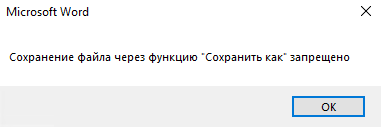 Microsoft Word
Сохранение файла через функцию "Сохранить как" запрещено
OK